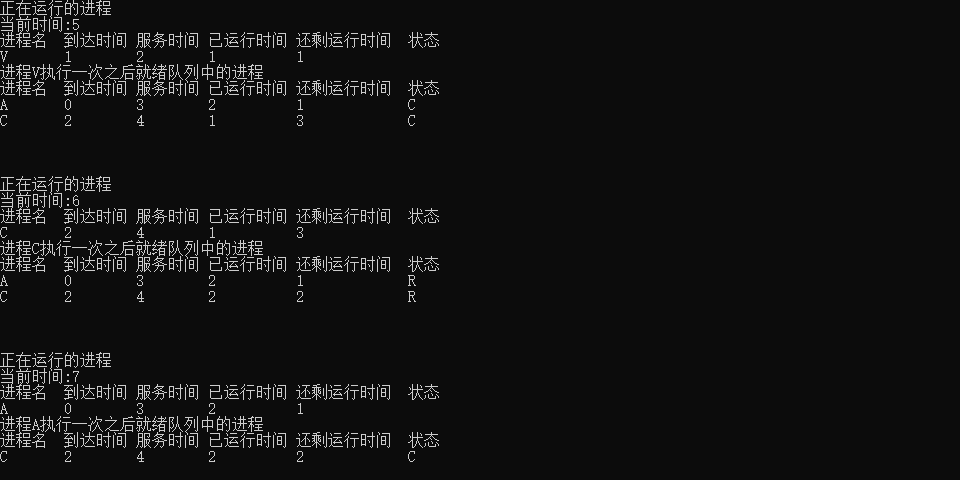 正在运行的进程
当前时间:5
进程名 到达时间 服务时间 已运行时间 还剩运行时间 状态
V 1 2 1 1
进程V执行一次之后就绪队列中的进程
进程名 到达时间 服务时间 已运行时间 还剩运行时间 状态
A 0 3 2 1 C
C 2 4 1 3 C
正在运行的进程
当前时间:6
进程名 到达时间 服务时间 已运行时间 还剩运行时间 状态
C 2 4 1 3
进程C执行一次之后就绪队列中的进程
进程名 到达时间 服务时间 已运行时间 还剩运行时间 状态
A 0 3 2 1 R
C 2 4 2 2 R
正在运行的进程
当前时间:7
进程名 到达时间 服务时间 已运行时间 还剩运行时间 状态
A 0 3 2 1
进程A执行一次之后就绪队列中的进程
进程名 到达时间 服务时间 已运行时间 还剩运行时间 状态
C 2 4 2 2 C